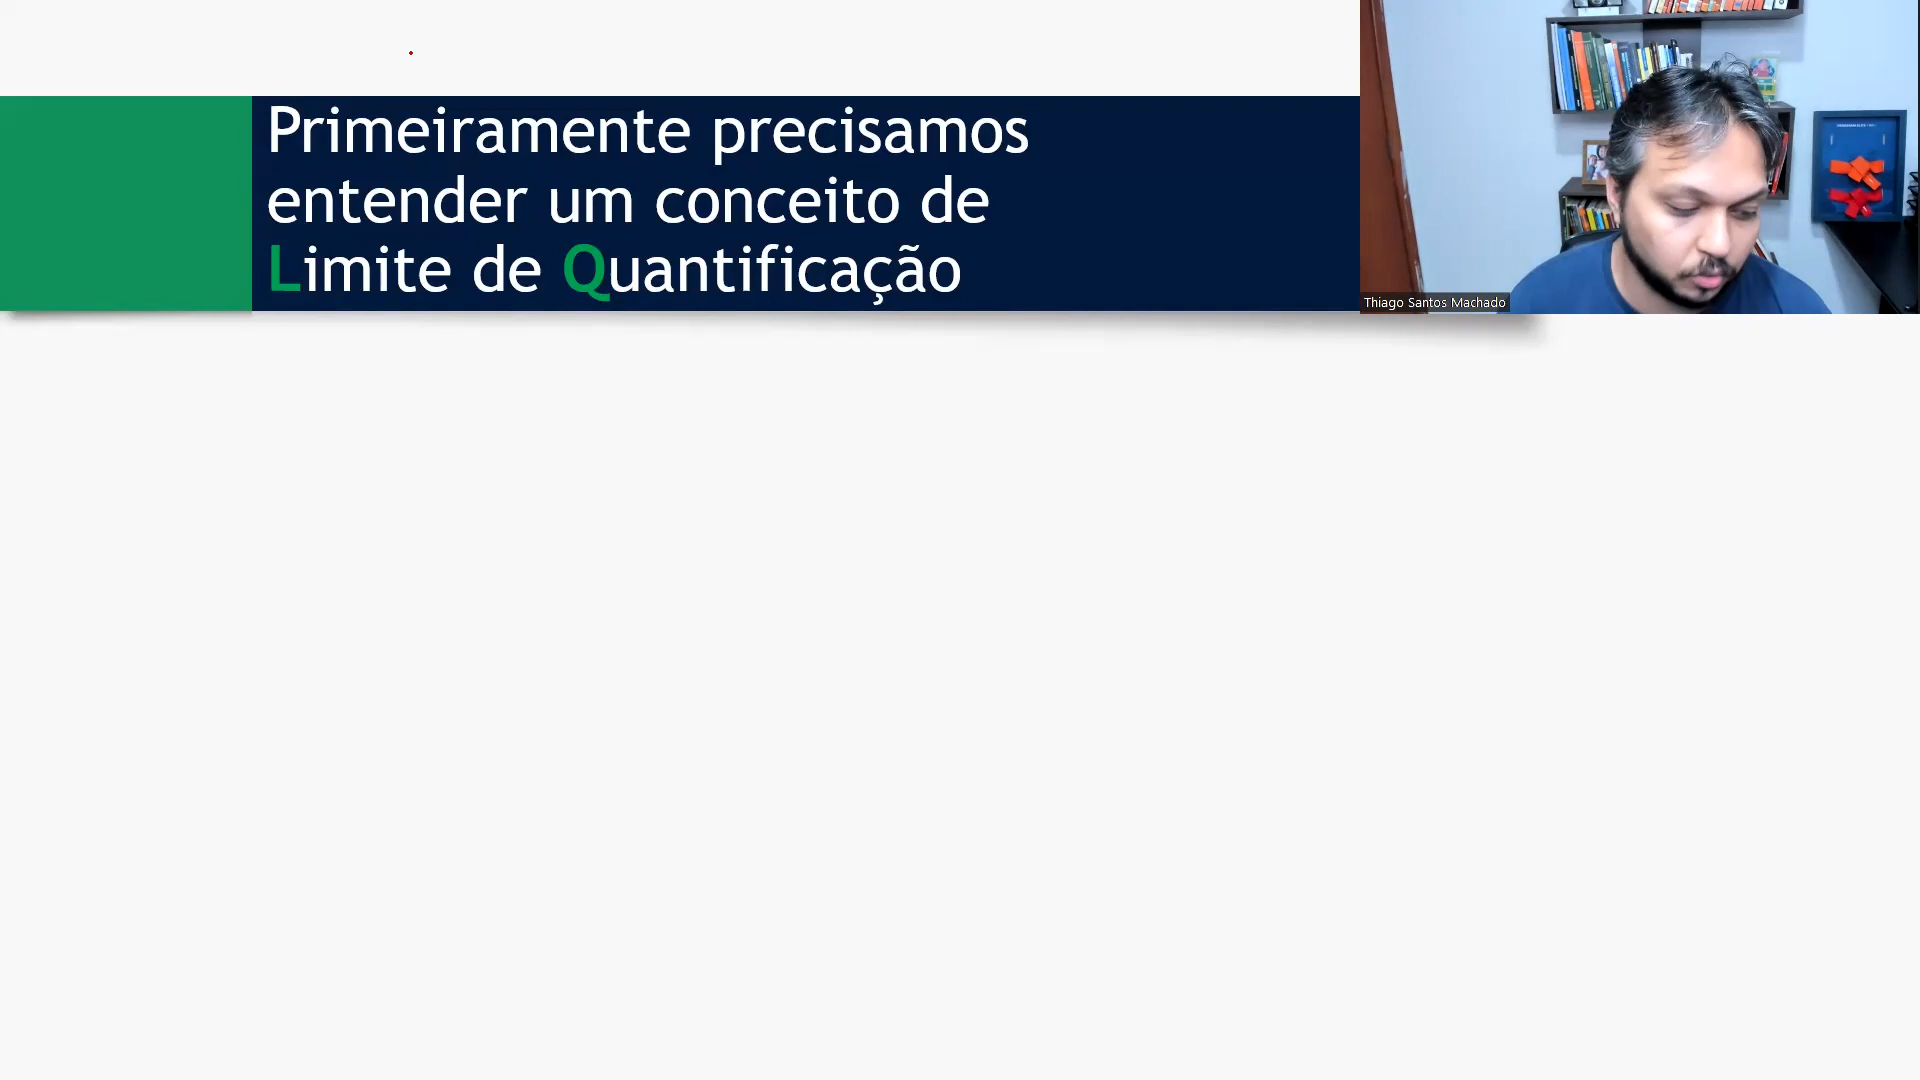 Primeiramente precisamos
entender um conceito de
Limite de Quantificação
Thiago Santos Machado